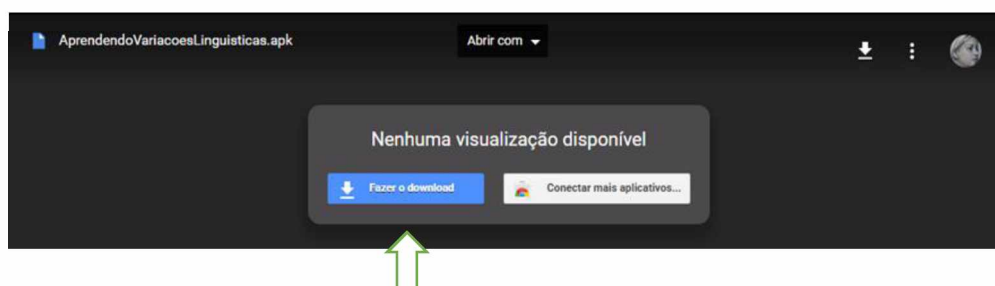 AprendendoVariacoesLinguisticas.apk
Abrir com
Nenhuma visualização disponível
Fazer o download
Conectar mais aplicativos...